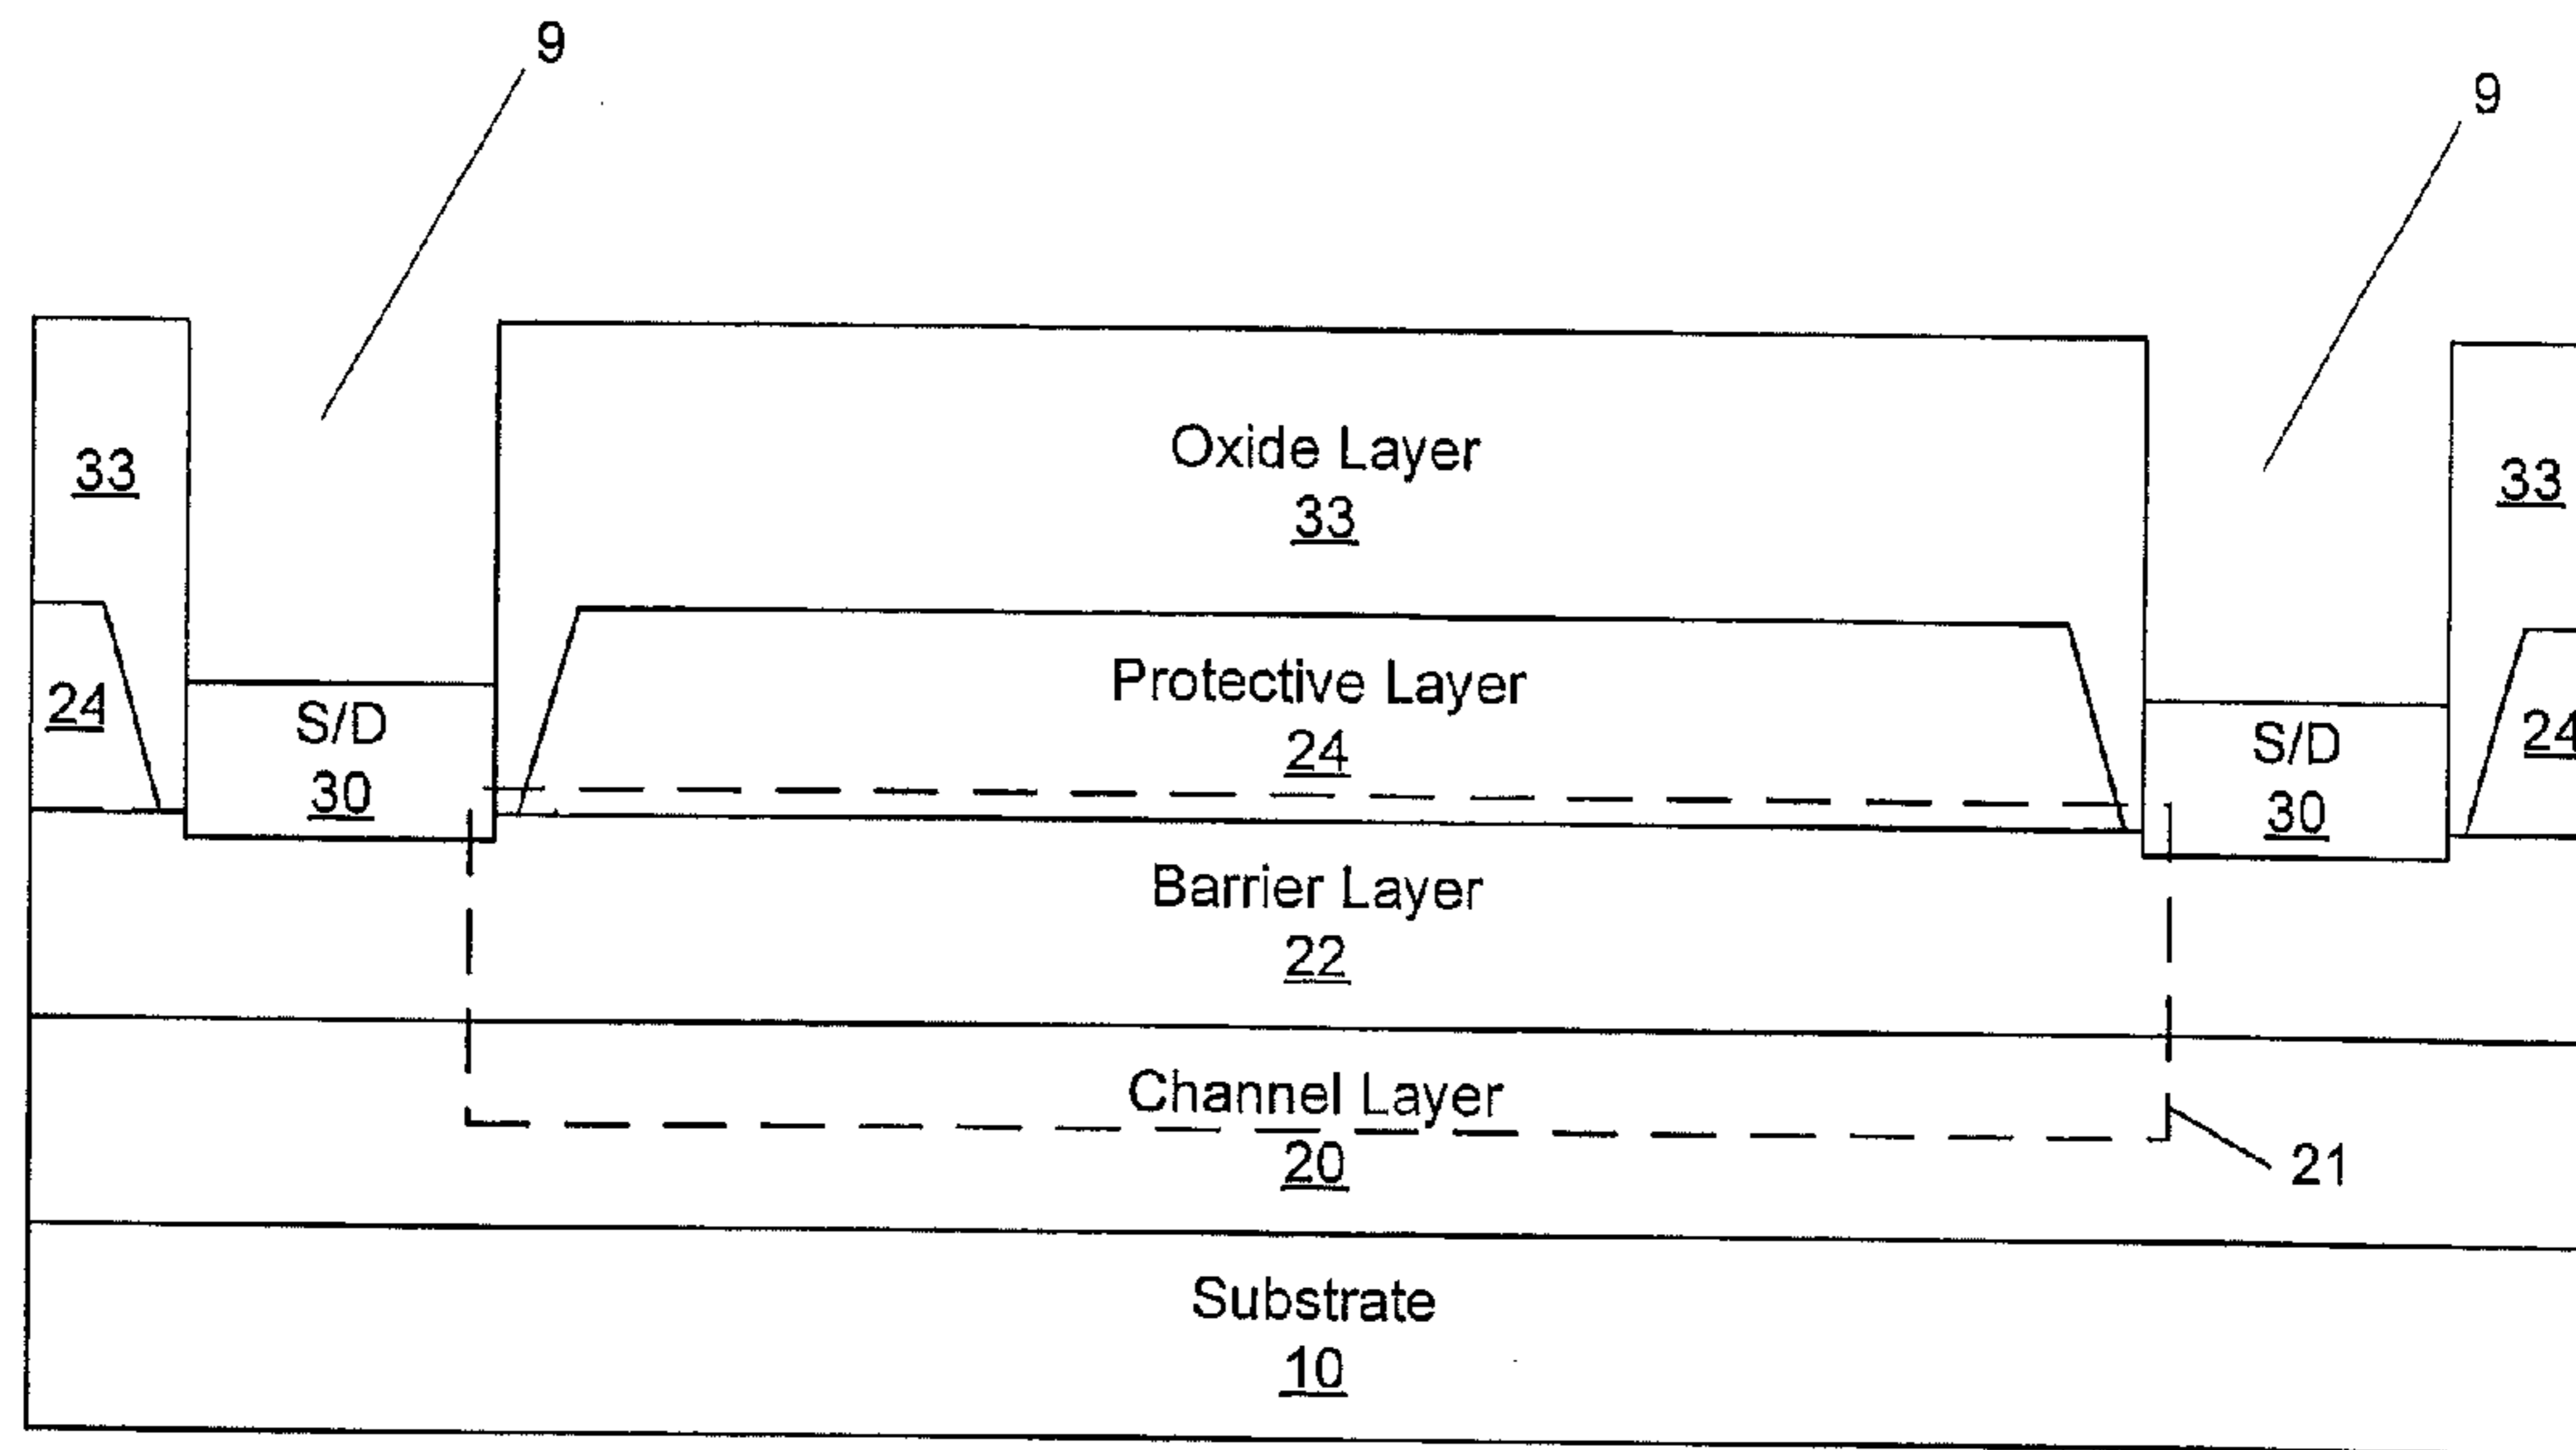 9
9
Oxide Layer
33
33
33
Protective Layer
24
24
24
S/D
30
S/D
30
Barrier Layer
22
Channel Layer
20
21
Substrate
10